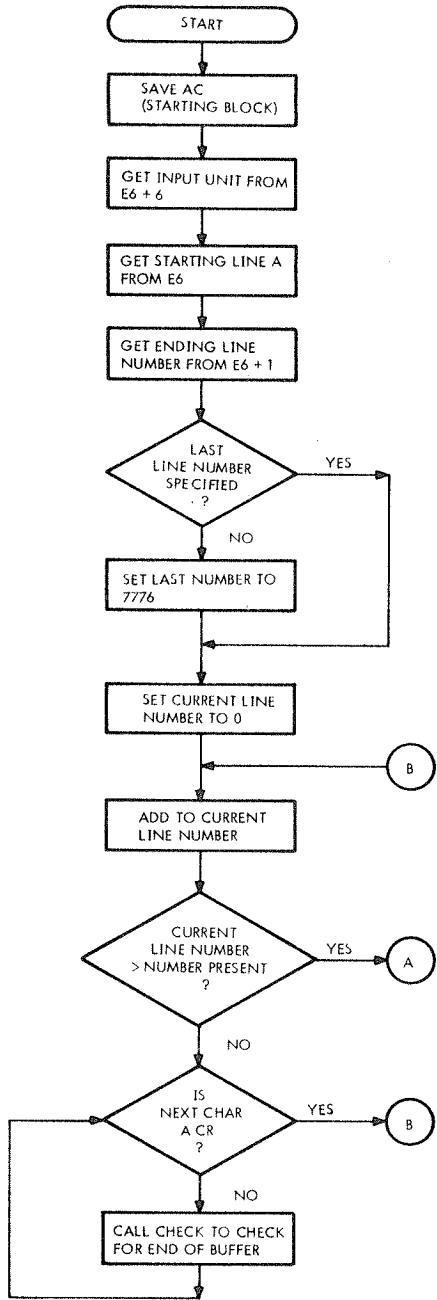 START
SAVE AC
(STARTING BLOCK)
GET INPUT UNIT FROM
E6 + 6
GET STARTING LINE A
FROM E6
GET ENDING LINE
NUMBER FROM E6 + 1
LAST
LINE NUMBER
SPECIFIED
?
YES
NO
SET LAST NUMBER TO
7776
SET CURRENT LINE
NUMBER TO 0
B
ADD TO CURRENT
LINE NUMBER
CURRENT
LINE NUMBER
> NUMBER PRESENT
?
YES
A
NO
IS
NEXT CHAR
A CR
?
YES
B
NO
CALL CHECK TO CHECK
FOR END OF BUFFER